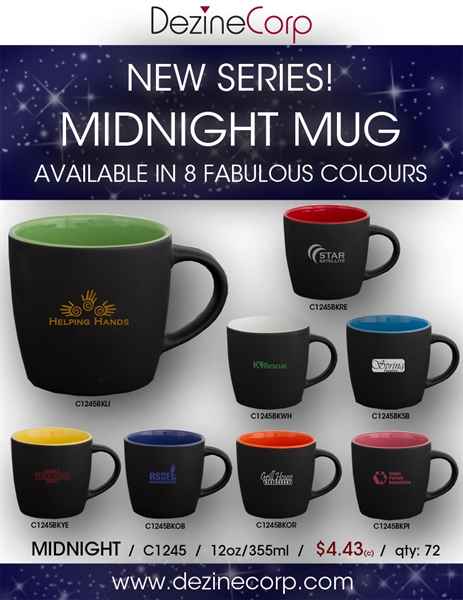 DezineCorp
NEW SERIES!
MIDNIGHT MUG
AVAILABLE IN 8 FABULOUS COLOURS
HELPING HANDS
C1245BKLI
STAR
SATELLITE
C1245BKRE
K9Rescue
C1245BKWH
Spring
C1245BKSB
TREASURE
C1245BKYE
ASSET
C1245BKOB
Grill House
C1245BKOR
C1245BKPI
MIDNIGHT / C1245 / 12oz/355ml / $4.43(c) / qty: 72
www.dezinecorp.com